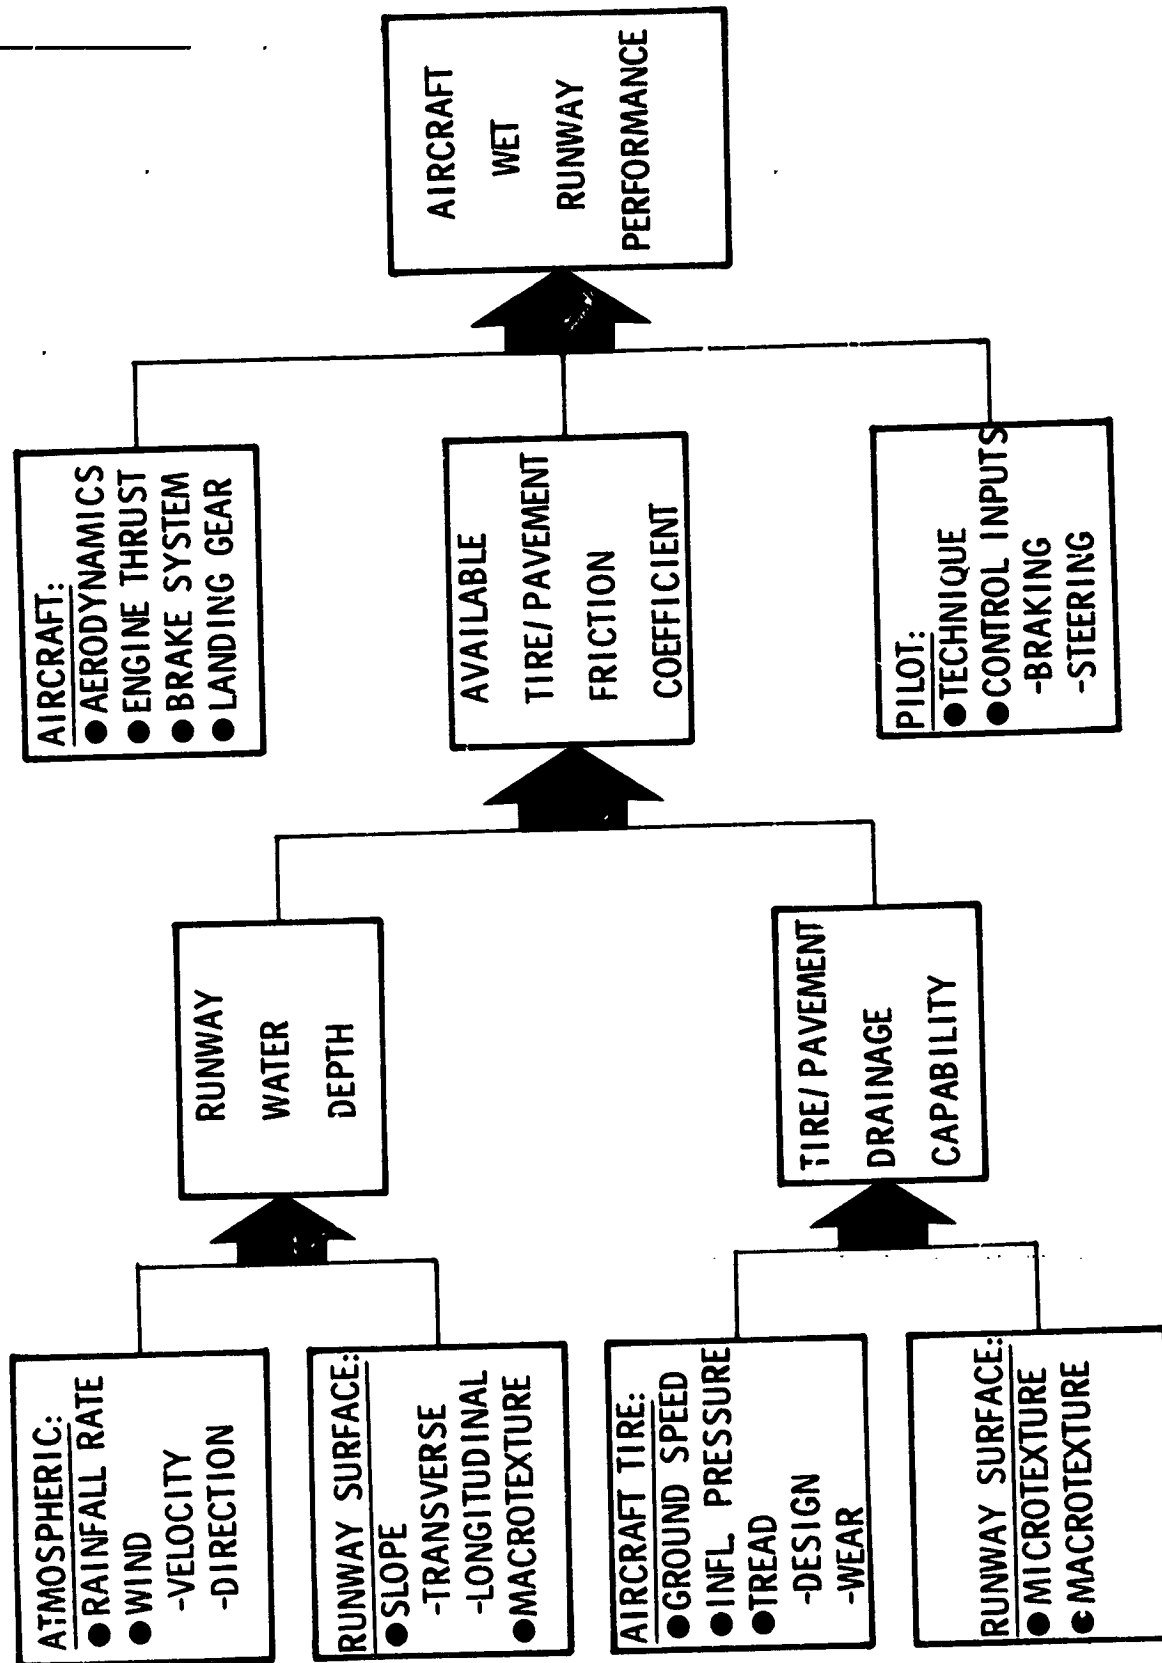 ATMOSPHERIC:
● RAINFALL RATE
● WIND
-VELOCITY
-DIRECTION
RUNWAY SURFACE:
● SLOPE
-TRANSVERSE
-LONGITUDINAL
● MACROTEXTURE
AIRCRAFT TIRE:
● GROUND SPEED
● INFL. PRESSURE
● TREAD
-DESIGN
-WEAR
RUNWAY SURFACE:
● MICROTEXTURE
● MACROTEXTURE
RUNWAY
WATER
DEPTH
TIRE/PAVEMENT
DRAINAGE
CAPABILITY
AIRCRAFT:
● AERODYNAMICS
● ENGINE THRUST
● BRAKE SYSTEM
● LANDING GEAR
AVAILABLE
TIRE/PAVEMENT
FRICTION
COEFFICIENT
PILOT:
● TECHNIQUE
● CONTROL INPUTS
-BRAKING
-STEERING
AIRCRAFT
WET
RUNWAY
PERFORMANCE